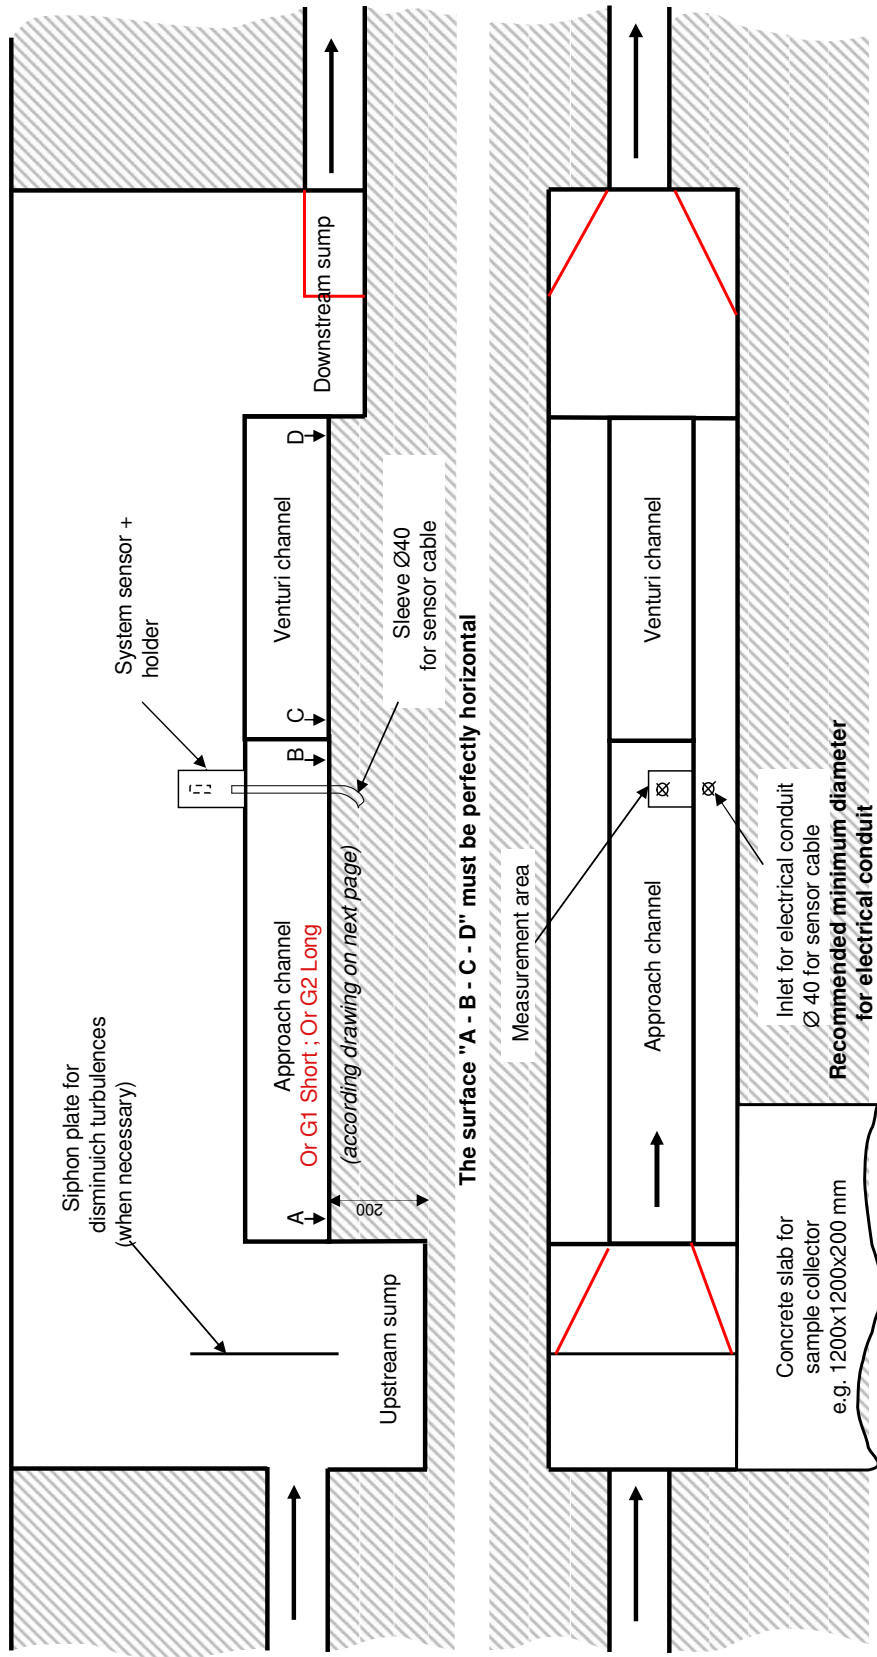 Siphon plate for
disminuich turbulences
(when necessary)
System sensor +
holder
Upstream sump
A
200
Approach channel
Or G1 Short ; Or G2 Long
(according drawing on next page)
B
C
Venturi channel
D
Sleeve Ø40
for sensor cable
Downstream sump
The surface "A - B - C - D" must be perfectly horizontal
Measurement area
Approach channel
Venturi channel
Concrete slab for
sample collector
e.g. 1200x1200x200 mm
Inlet for electrical conduit
Ø 40 for sensor cable
Recommended minimum diameter
for electrical conduit